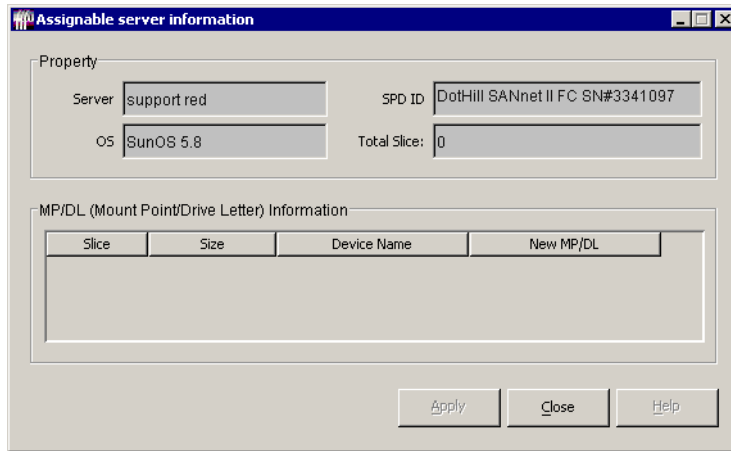 Assignable server information
Property
Server support red SPD ID DotHill SANnet II FC SN#3341097
OS SunOS 5.8 Total Slice: 0
MP/DL (Mount Point/Drive Letter) Information
Slice Size Device Name New MP/DL
Apply Close Help